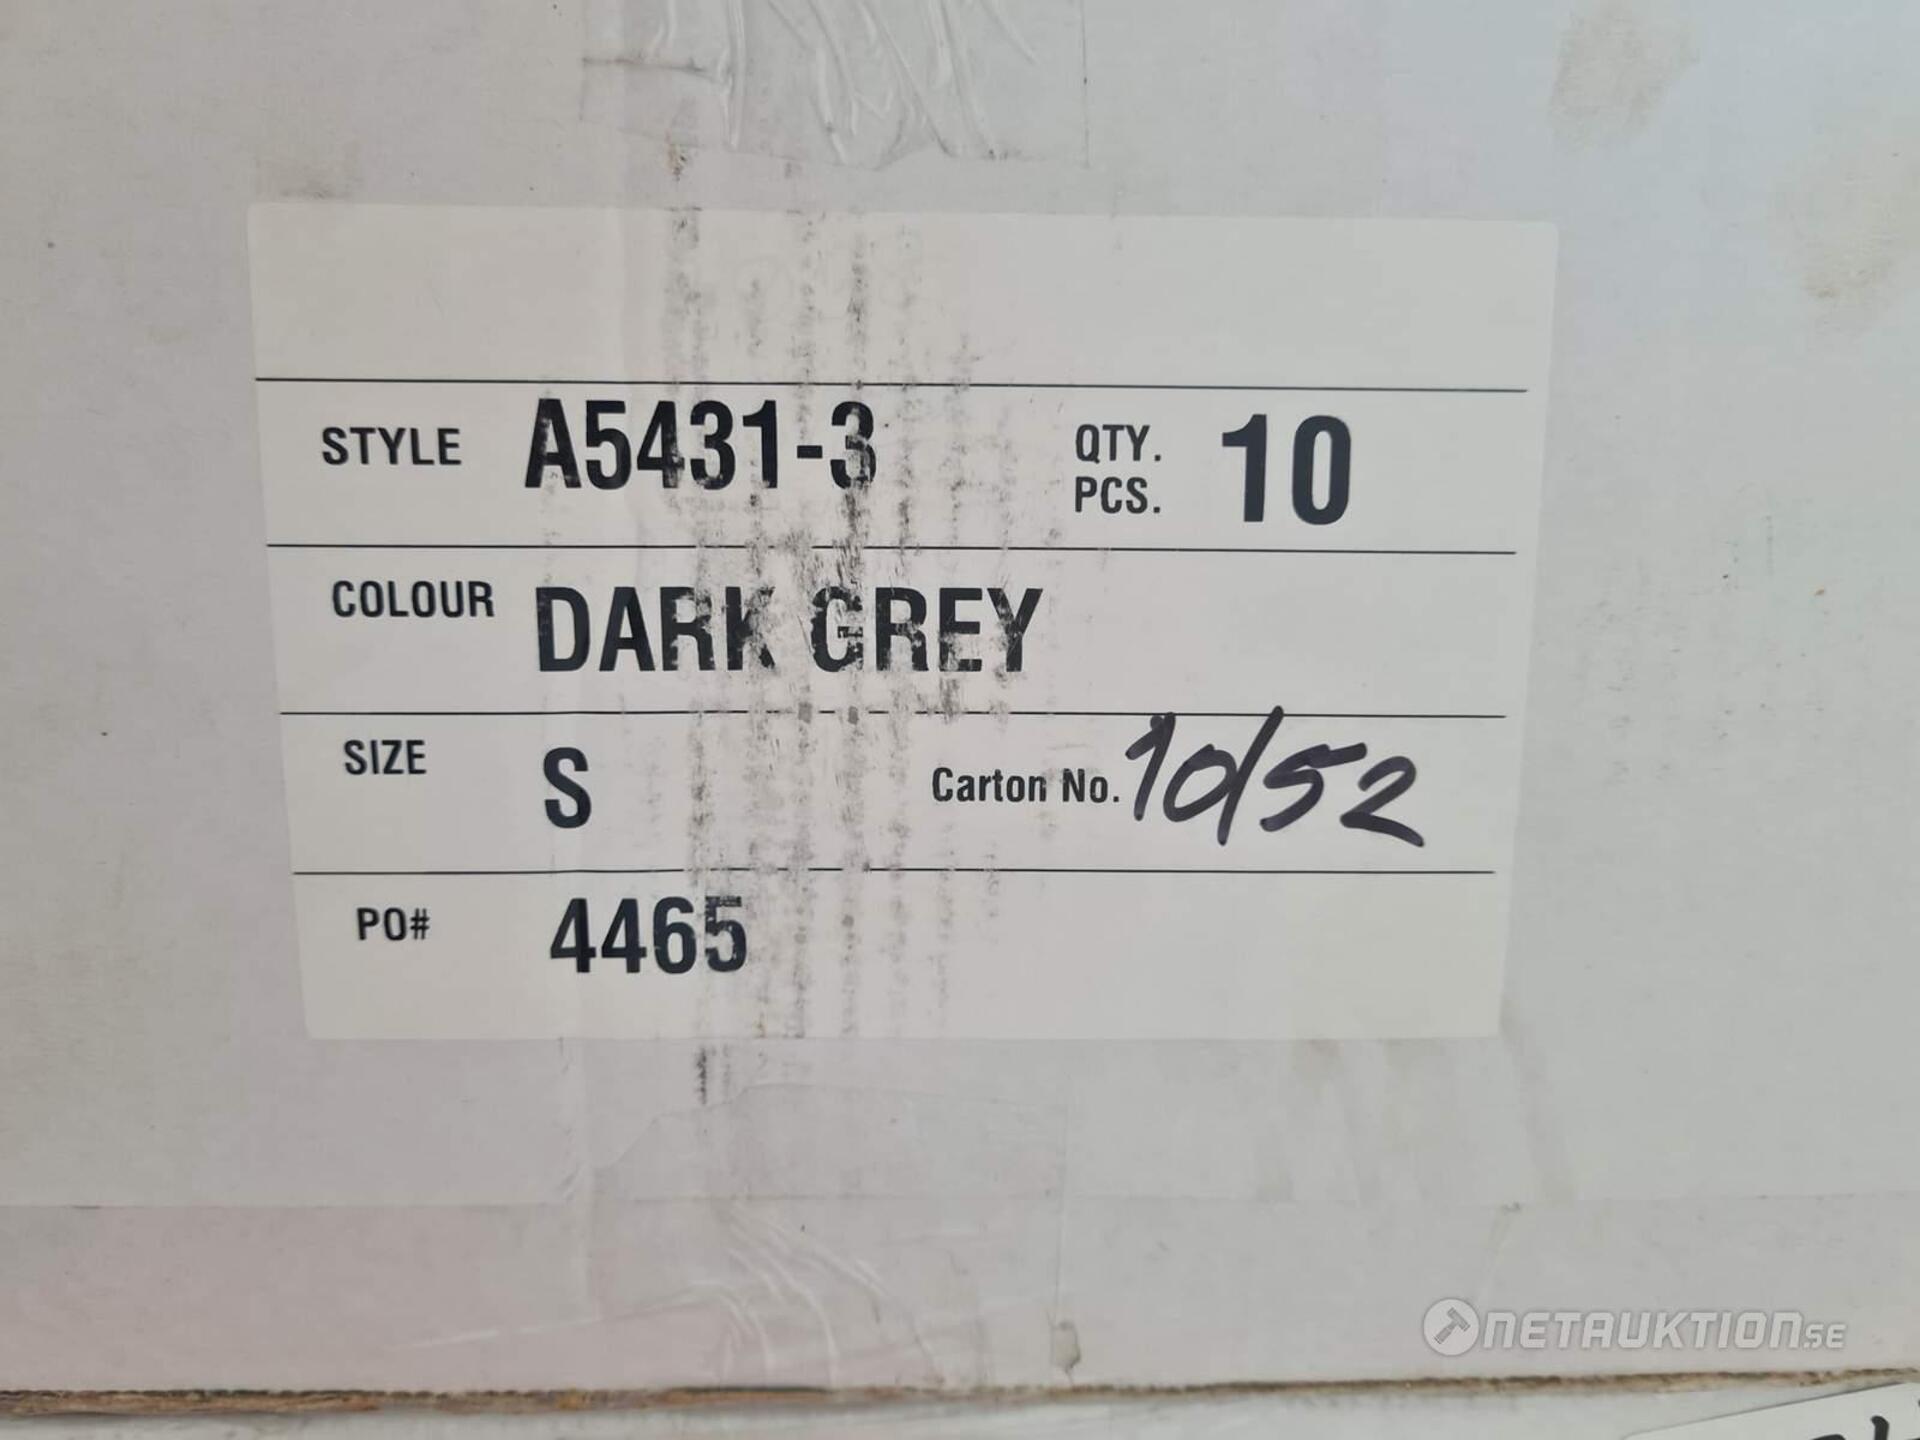 STYLE A5431-3 QTY. PCS. 10
COLOUR DARK GREY
SIZE S Carton No. 10/52
PO# 4465
NETAUKTION.SE